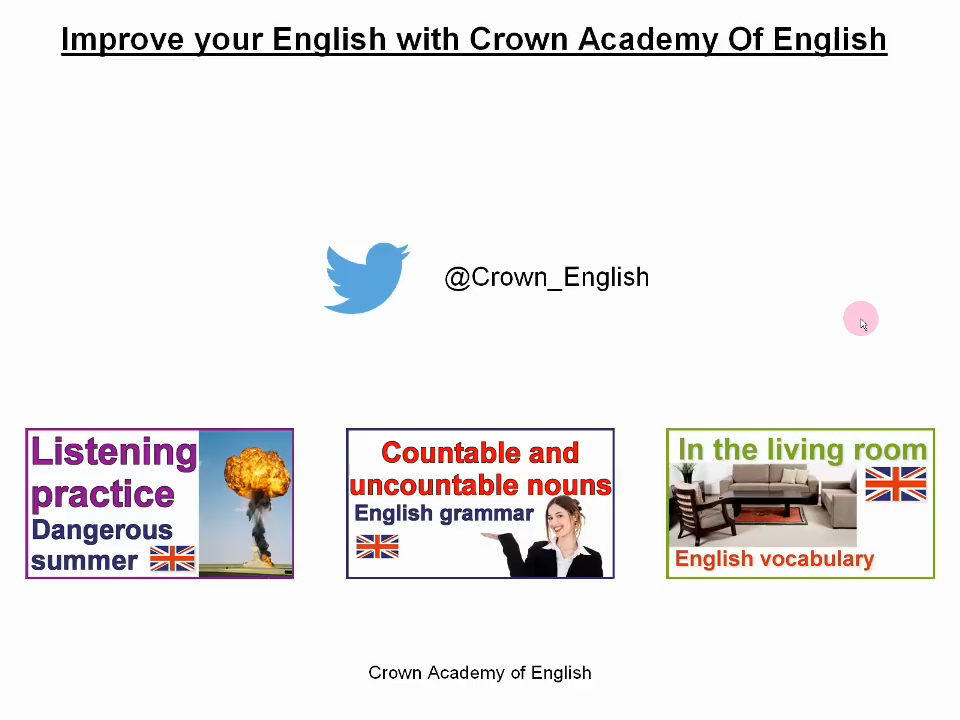 Improve your English with Crown Academy Of English
@Crown_English
Listening
practice
Dangerous
summer
Countable and
uncountable nouns
English grammar
In the living room
English vocabulary
Crown Academy of English